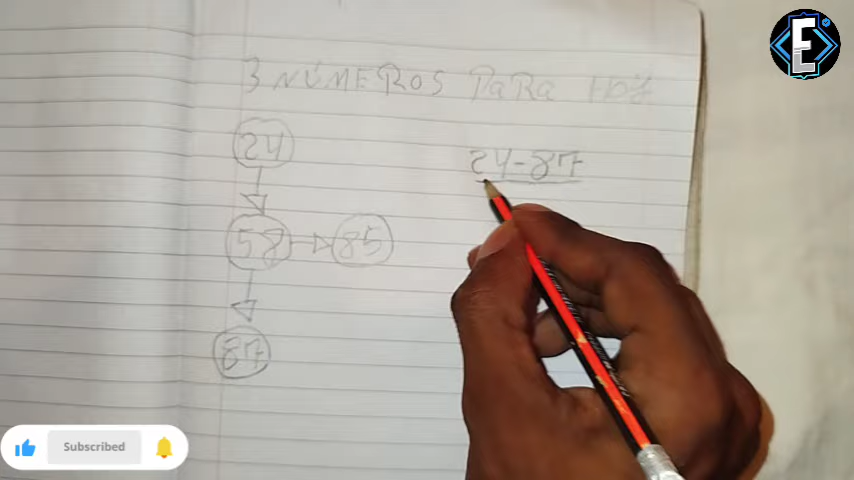 3 NÚMEROS PARA HOY
24
24-87
58 85
87
Subscribed
E